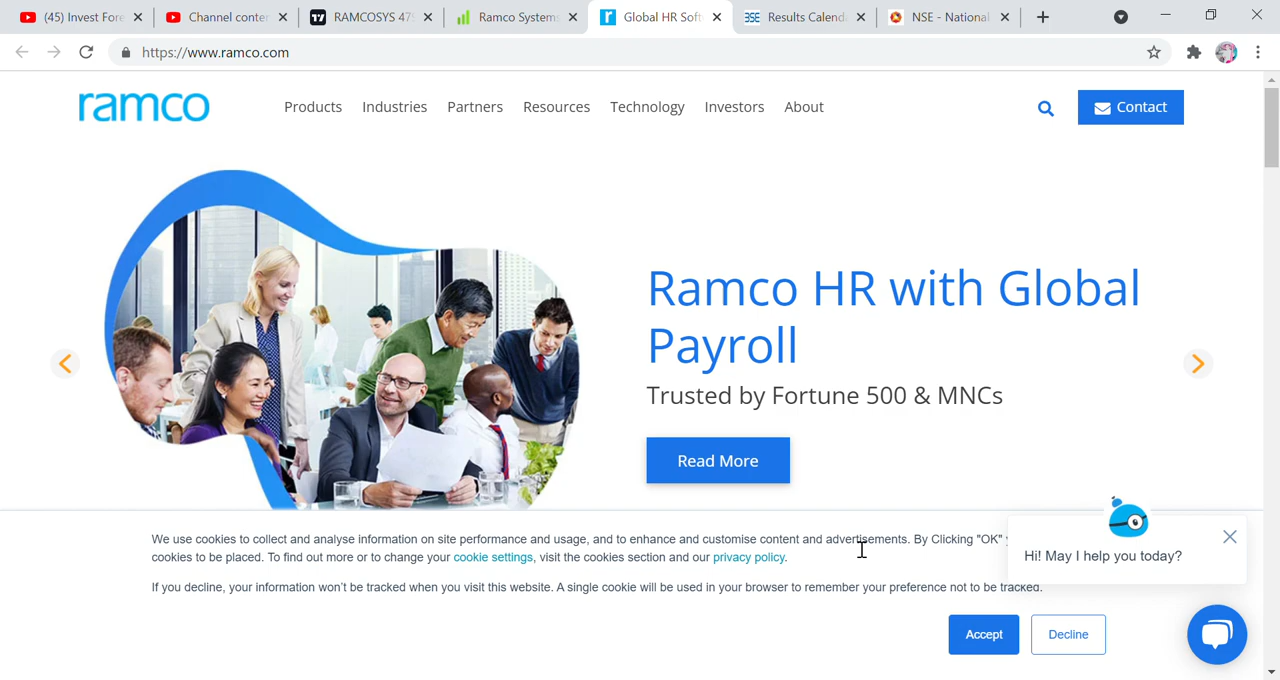 (45) Invest Fore
Channel conter
RAMCOSYS 47
Ramco System
Global HR Soft
Results Calend
NSE - National
https://www.ramco.com
ramco
Products
Industries
Partners
Resources
Technology
Investors
About
Contact
Ramco HR with Global
Payroll
Trusted by Fortune 500 & MNCs
Read More
We use cookies to collect and analyse information on site performance and usage, and to enhance and customise content and advertisements. By Clicking "OK"
cookies to be placed. To find out more or to change your cookie settings, visit the cookies section and our privacy policy.
Hi! May I help you today?
If you decline, your information won't be tracked when you visit this website. A single cookie will be used in your browser to remember your preference not to be tracked.
Accept
Decline